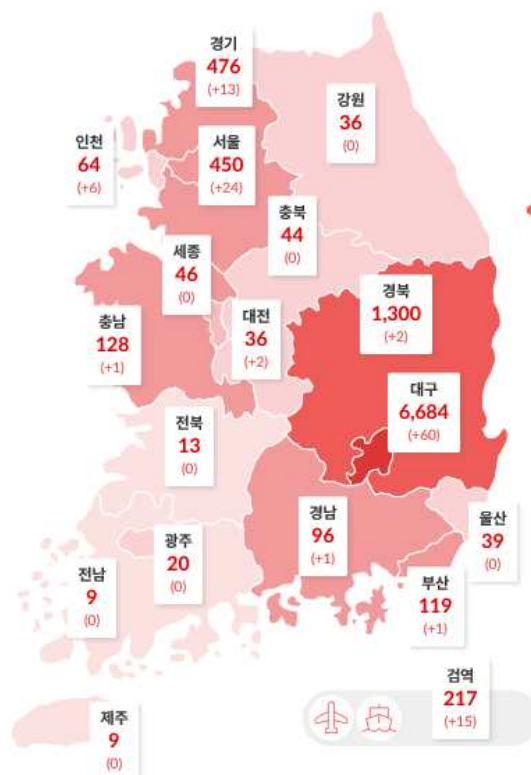 경기
476
(+13)
강원
36
(0)
인천
64
(+6)
서울
450
(+24)
충북
44
(0)
세종
46
(0)
경북
1,300
(+2)
충남
128
(+1)
대전
36
(+2)
대구
6,684
(+60)
전북
13
(0)
경남
96
(+1)
울산
39
(0)
광주
20
(0)
전남
9
(0)
부산
119
(+1)
검역
217
(+15)
제주
9
(0)